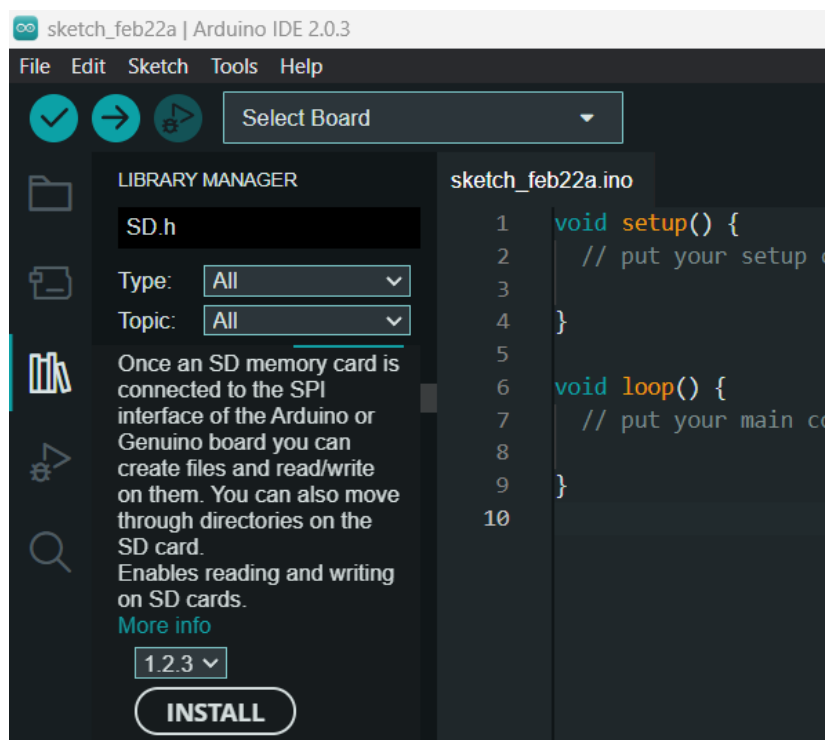 sketch_feb22a | Arduino IDE 2.0.3
File Edit Sketch Tools Help
Select Board
LIBRARY MANAGER
SD.h
Type: All
Topic: All
Once an SD memory card is
connected to the SPI
interface of the Arduino or
Genuino board you can
create files and read/write
on them. You can also move
through directories on the
SD card.
Enables reading and writing
on SD cards.
More info
1.2.3
INSTALL
sketch_feb22a.ino
1 void setup() {
2 // put your setup
3
4 }
5
6 void loop() {
7 // put your main
8
9 }
10